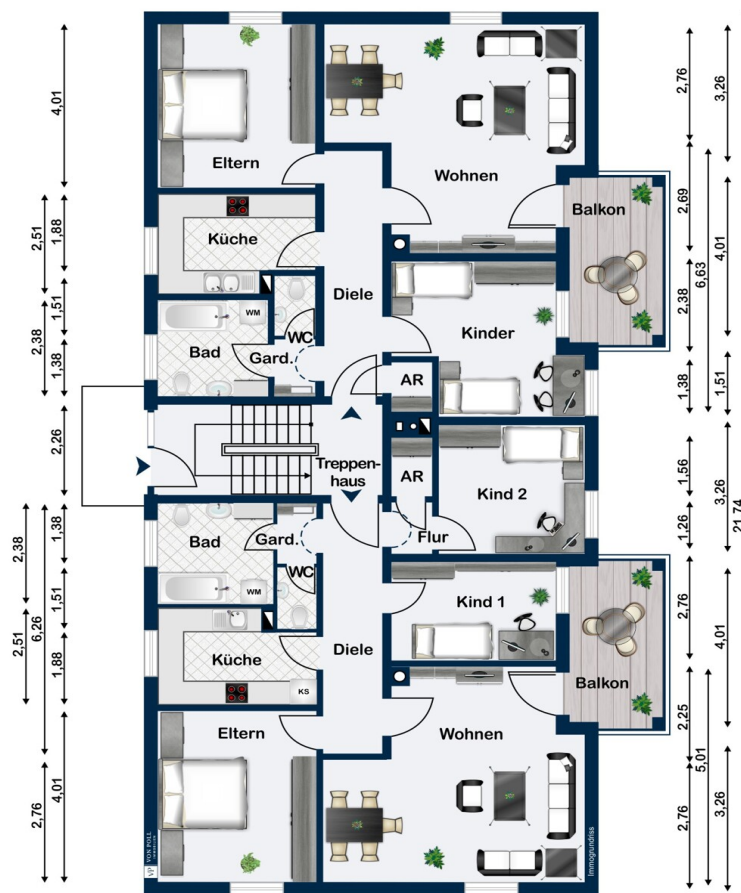 4,01
2,51
1,88
1,51
2,38
1,38
2,26
1,38
2,38
1,51
6,26
2,51
1,88
2,76
4,01
Eltern
Wohnen
Balkon
Küche
Diele
WM
Bad
WC
Gard.
Kinder
AR
Treppen-
haus
AR
Kind 2
Bad
Gard.
Flur
WC
WM
Kind 1
Küche
Diele
KS
Balkon
Eltern
Wohnen
VP VON POLL
IMMOBILIEN
Immogrundriss
2,76
3,26
2,69
4,01
6,63
2,38
1,38
1,51
1,56
3,26
21,74
1,26
2,76
4,01
2,25
5,01
2,76
3,26